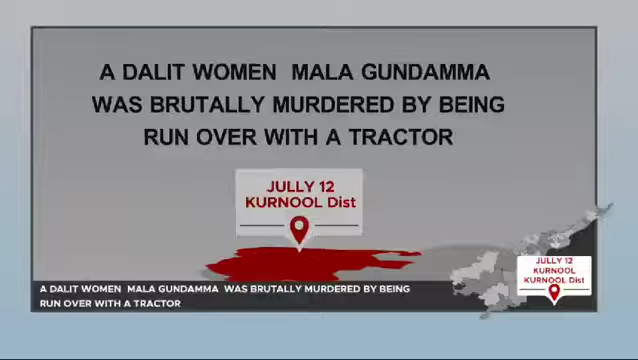 A DALIT WOMEN MALA GUNDAMMA
WAS BRUTALLY MURDERED BY BEING
RUN OVER WITH A TRACTOR
JULLY 12
KURNOOL Dist
JULLY 12
KURNOOL
KURNOOL Dist
A DALIT WOMEN MALA GUNDAMMA WAS BRUTALLY MURDERED BY BEING
RUN OVER WITH A TRACTOR